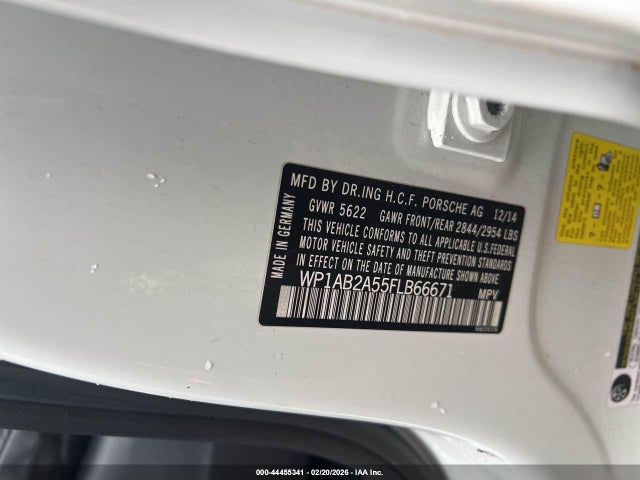 MFD BY DR.ING H.C.F. PORSCHE AG 12/14
GVWR 5622 GAWR FRONT/REAR 2844/2954 LBS
THIS VEHICLE CONFORMS TO ALL APPLICABLE U.S.FEDERAL
MOTOR VEHICLE SAFETY AND THEFT PREVENTION STANDARDS
IN EFFECT ON THE DATE OF MANUFACTURE SHOWN ABOVE
WP1AB2A55FLB66671 MPV
MADE IN GERMANY
000-44455341 | 02/20/2026 | IAA Inc.